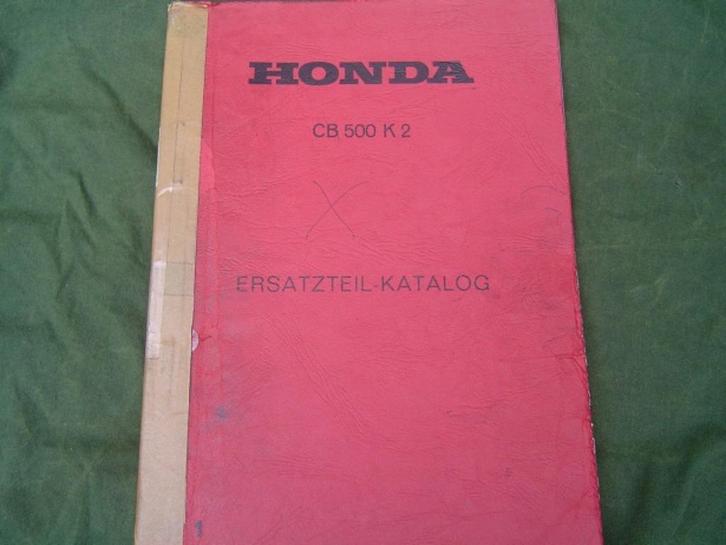 HONDA
CB 500 K 2
ERSATZTEIL-KATALOG